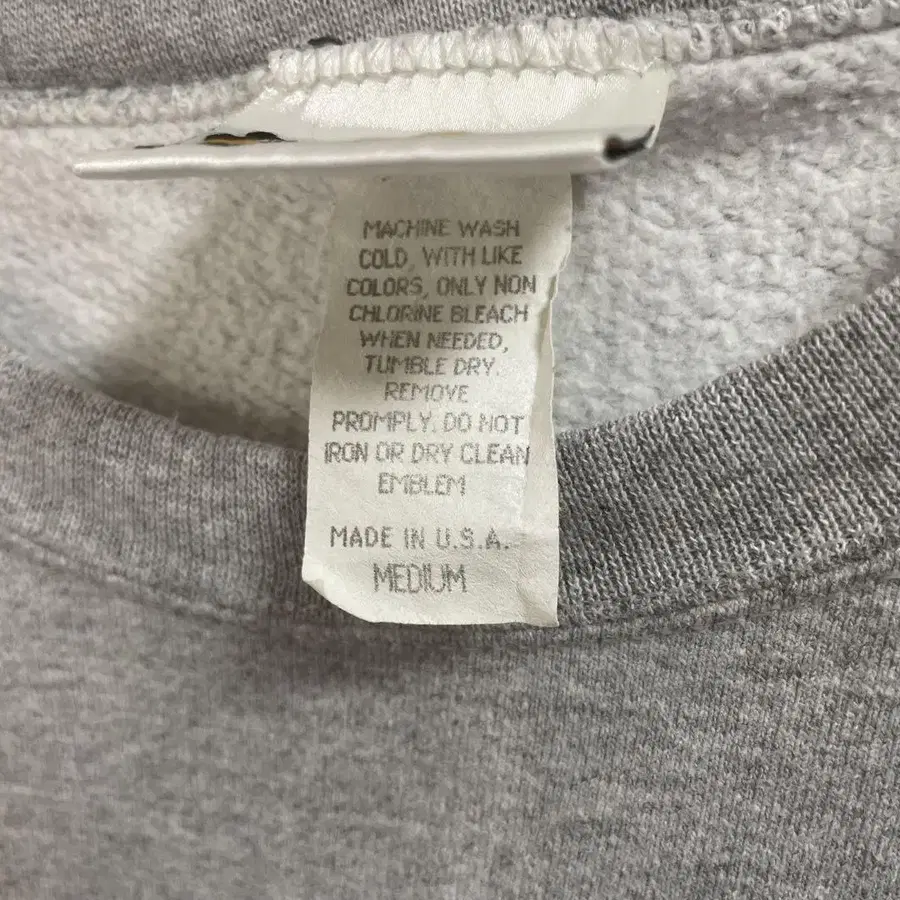 MACHINE WASH
COLD, WITH LIKE
COLORS, ONLY NON
CHLORINE BLEACH
WHEN NEEDED,
TUMBLE DRY.
REMOVE
PROMPLY. DO NOT
IRON OR DRY CLEAN
EMBLEM
MADE IN U.S.A.
MEDIUM